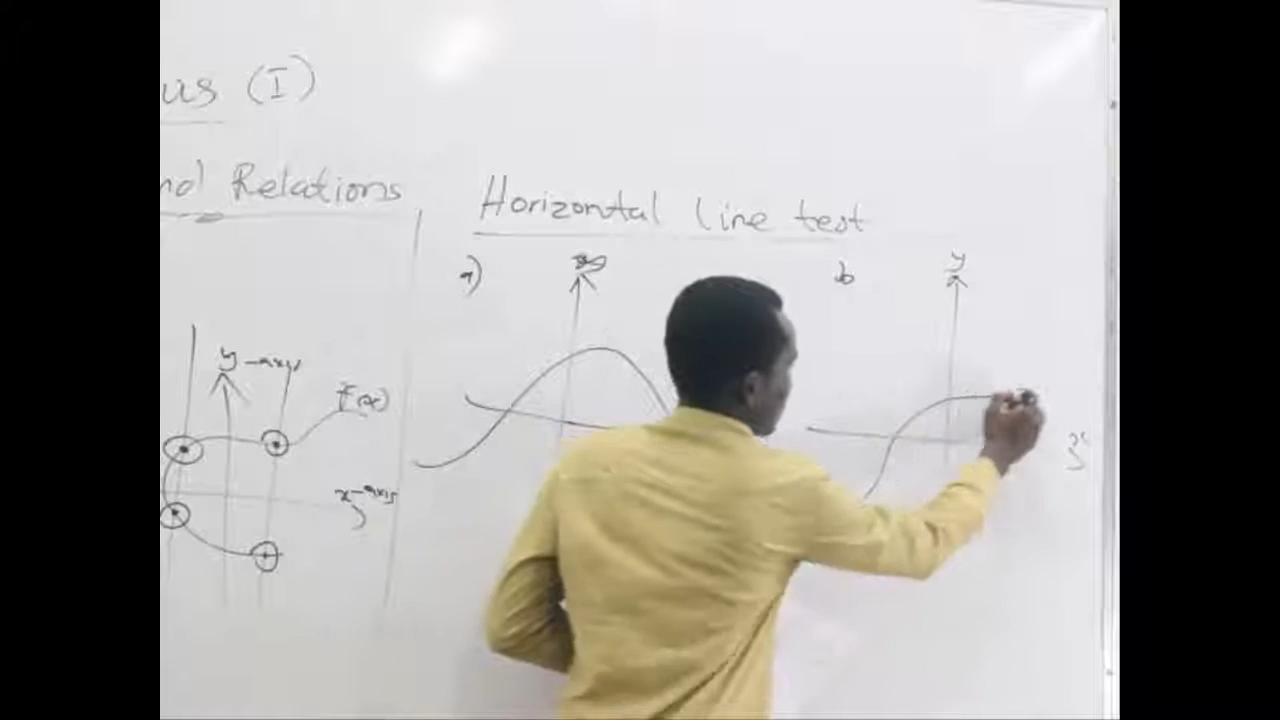 us (I)
nd Relations
Horizontal line test
a)
b
y
y-axis
f(x)
x-axis